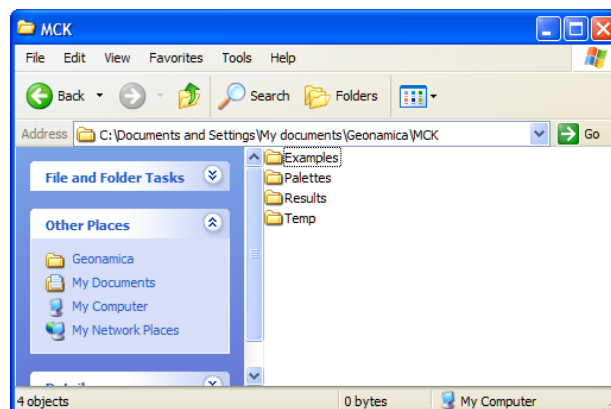 MCK
File Edit View Favorites Tools Help
Back Search Folders
Address C:\Documents and Settings\My documents\Geonamica\MCK Go
File and Folder Tasks
Other Places
Geonamica
My Documents
My Computer
My Network Places
Examples
Palettes
Results
Temp
4 objects 0 bytes My Computer